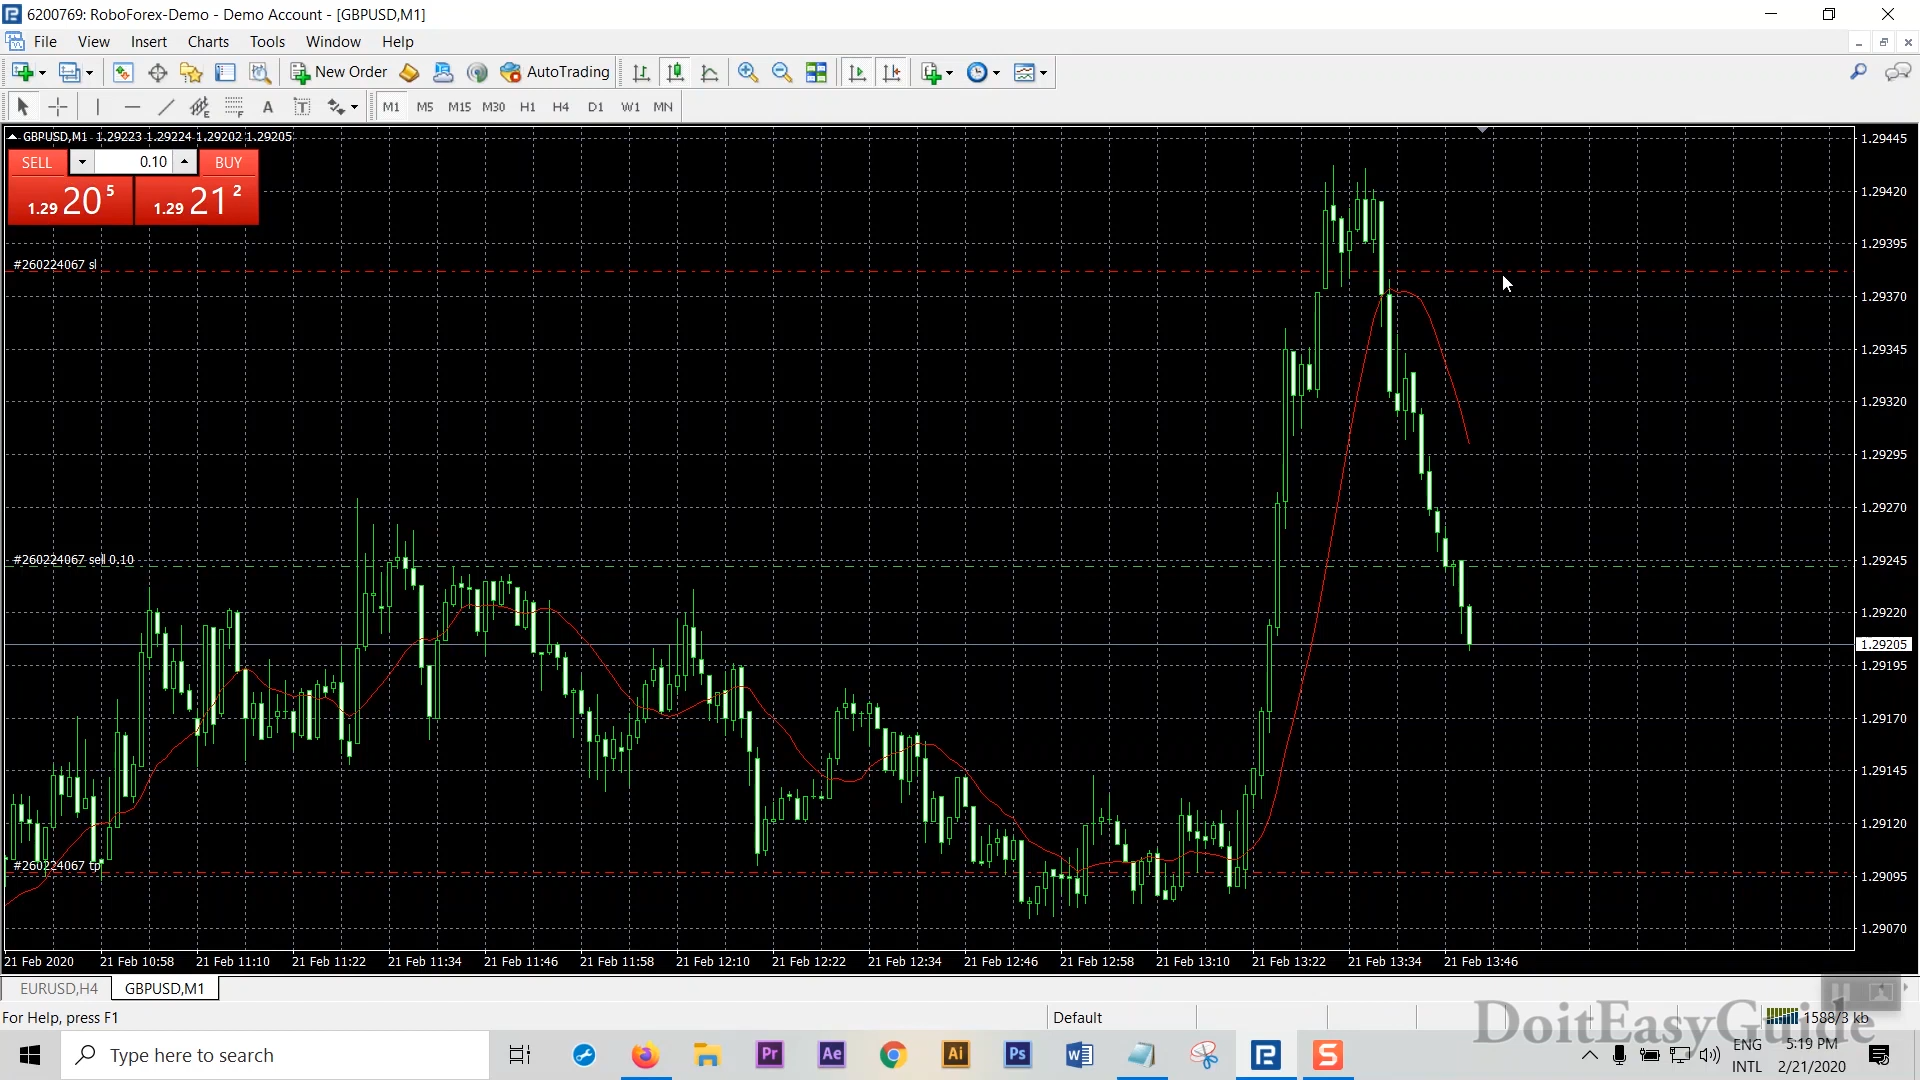 6200769: RoboForex-Demo - Demo Account - [GBPUSD,M1]
File View Insert Charts Tools Window Help
New Order AutoTrading
A T M1 M5 M15 M30 H1 H4 D1 W1 MN
GBPUSD,M1 1.29223 1.29224 1.29202 1.29205
SELL 0.10 BUY
1.29 20 5 1.29 21 2
1.29445
1.29420
1.29395
#260224067 sl
1.29370
1.29345
1.29320
1.29295
1.29270
#260224067 sell 0.10
1.29245
1.29220
1.29205
1.29195
1.29170
1.29145
1.29120
#260224067 tp
1.29095
1.29070
21 Feb 2020 21 Feb 10:58 21 Feb 11:10 21 Feb 11:22 21 Feb 11:34 21 Feb 11:46 21 Feb 11:58 21 Feb 12:10 21 Feb 12:22 21 Feb 12:34 21 Feb 12:46 21 Feb 12:58 21 Feb 13:10 21 Feb 13:22 21 Feb 13:34 21 Feb 13:46
EURUSD,H4 GBPUSD,M1
For Help, press F1 Default 1588/3 kb
DoitEasyGuide
Type here to search Pr Ae Ai Ps W S ENG 5:19 PM
INTL 2/21/2020